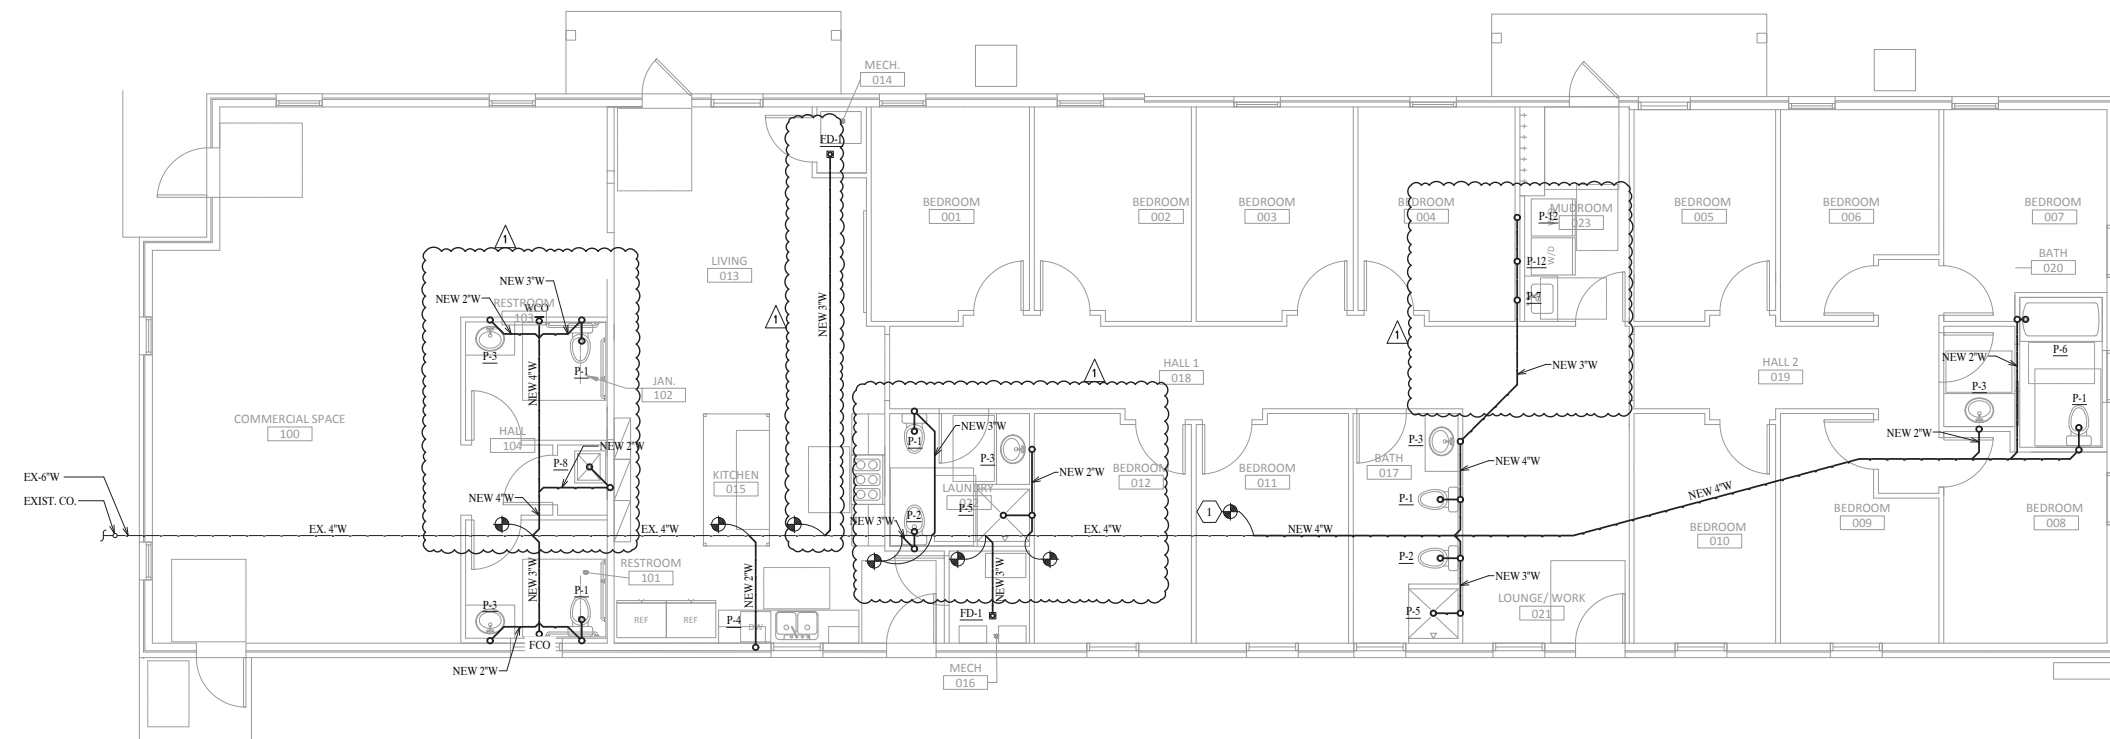 MECH.
014
FD-1
BEDROOM
001
BEDROOM
002
BEDROOM
003
BEDROOM
004
P-12
MUDROOM
023
BEDROOM
005
BEDROOM
006
BEDROOM
007
1
LIVING
013
W/D
P-12
BATH
020
NEW 3"W
NEW 2"W
RESTROOM
103
WCO
P-7
NEW 3"W
1
1
P-3
P-1
JAN.
102
NEW 4"W
HALL 1
018
1
NEW 3"W
HALL 2
019
NEW 2"W
P-6
P-3
P-1
COMMERCIAL SPACE
100
HALL
104
NEW 2"W
P-8
P-1
NEW 3"W
P-3
NEW 2"W
P-3
BATH
017
NEW 4"W
NEW 2"W
EX-6"W
EXIST. CO.
KITCHEN
015
LAUNDRY
022
BEDROOM
012
BEDROOM
011
NEW 4"W
P-2
P-5
NEW 3"W
P-1
1
NEW 4"W
EX. 4"W
EX. 4"W
EX. 4"W
NEW 4"W
BEDROOM
010
BEDROOM
009
BEDROOM
008
RESTROOM
101
NEW 3"W
P-1
P-3
NEW 2"W
NEW 3"W
P-2
NEW 3"W
REF
REF
P-4
DW
FD-1
P-5
LOUNGE/ WORK
021
FCO
NEW 2"W
MECH
016